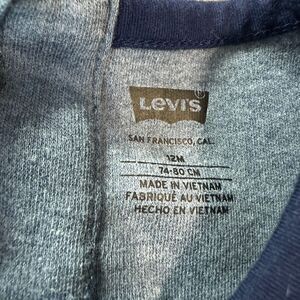 LEVI'S ®
SAN FRANCISCO, CAL.
12M
74-80 CM
MADE IN VIETNAM
FABRIQUÉ AU VIETNAM
HECHO EN VIETNAM